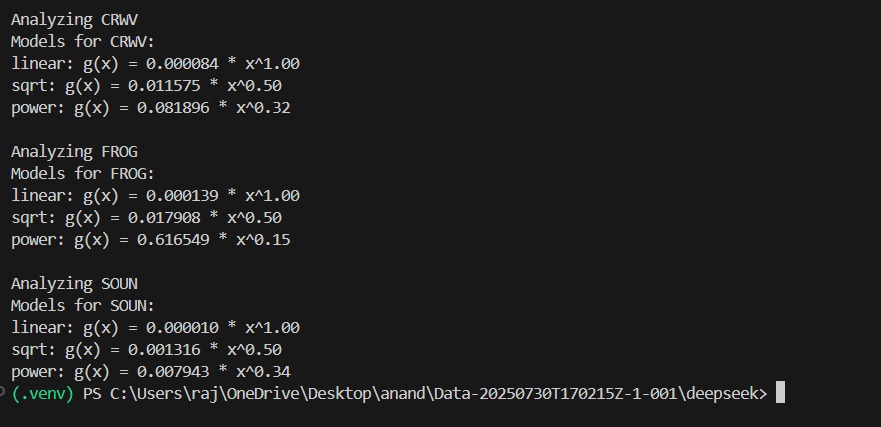 Analyzing CRWV
Models for CRWV:
linear: g(x) = 0.000084 * x^1.00
sqrt: g(x) = 0.011575 * x^0.50
power: g(x) = 0.081896 * x^0.32

Analyzing FROG
Models for FROG:
linear: g(x) = 0.000139 * x^1.00
sqrt: g(x) = 0.017908 * x^0.50
power: g(x) = 0.616549 * x^0.15

Analyzing SOUN
Models for SOUN:
linear: g(x) = 0.000010 * x^1.00
sqrt: g(x) = 0.001316 * x^0.50
power: g(x) = 0.007943 * x^0.34
(.venv) PS C:\Users\raj\OneDrive\Desktop\anand\Data-20250730T170215Z-1-001\deepseek>